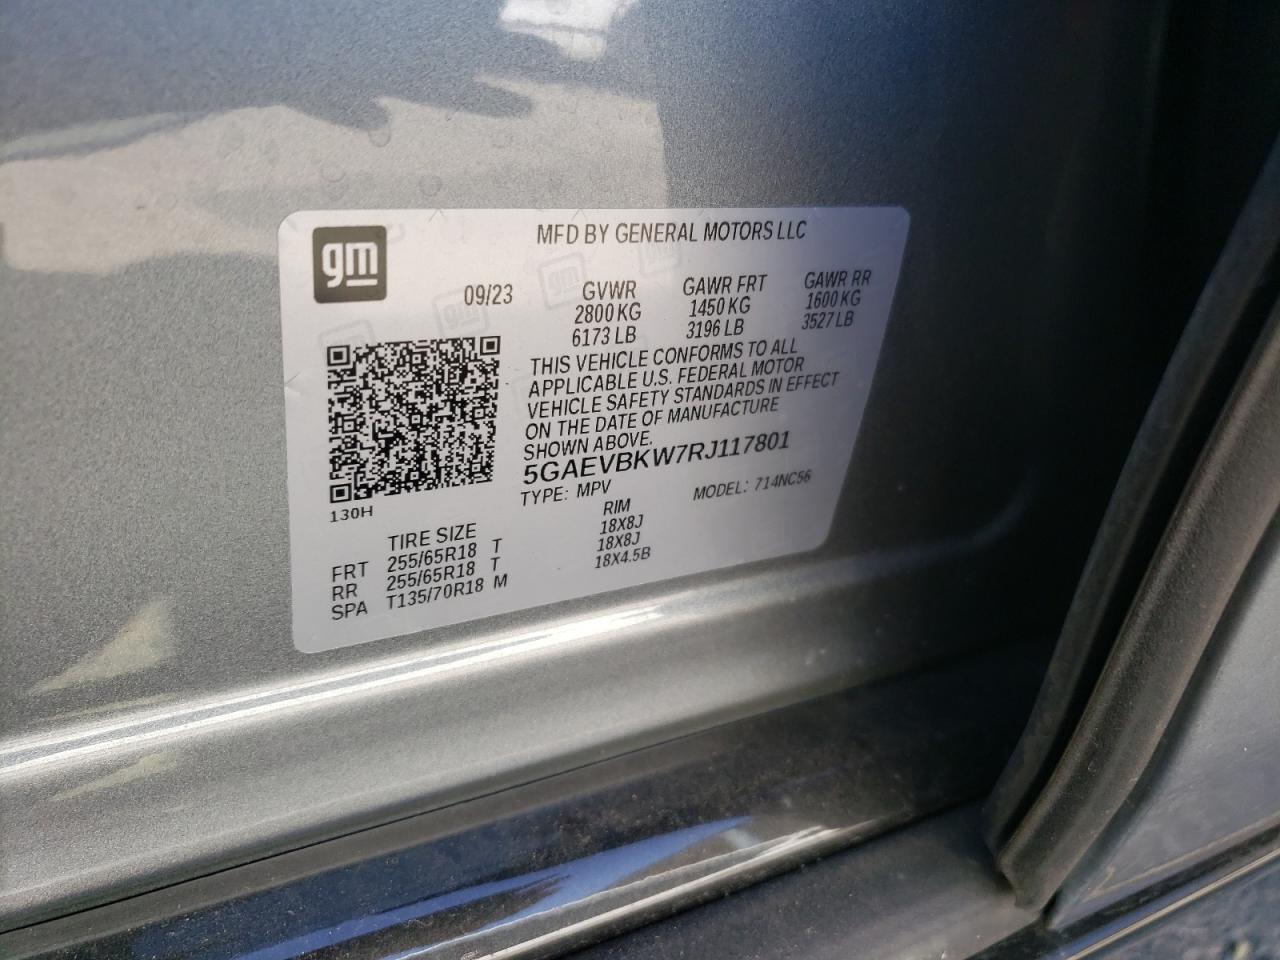 gm
MFD BY GENERAL MOTORS LLC
09/23 GVWR GAWR FRT GAWR RR
2800 KG 1450 KG 1600 KG
6173 LB 3196 LB 3527 LB
THIS VEHICLE CONFORMS TO ALL
APPLICABLE U.S. FEDERAL MOTOR
VEHICLE SAFETY STANDARDS IN EFFECT
ON THE DATE OF MANUFACTURE
SHOWN ABOVE.
5GAEVBKW7RJ117801
TYPE: MPV MODEL: 714NC56
130H
TIRE SIZE RIM
FRT 255/65R18 T 18X8J
RR 255/65R18 T 18X8J
SPA T135/70R18 M 18X4.5B